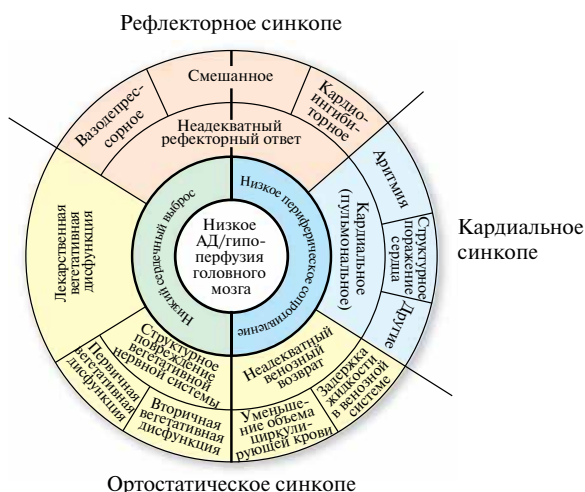 Рефлекторное синкопе
Вазодепрес-
сорное
Смешанное
Кардио-
ингиби-
торное
Неадекватный
рефекторный ответ
Лекарственная
вегетативная
дисфункция
Низкий сердечный выброс
Низкое периферическое сопротивление
Низкое
АД/гипо-
перфузия
головного
мозга
Кардиальное
(пульмональное)
Аритмия
Структурное
поражение
сердца
Другие
Кардиальное
синкопе
Структурное
повреждение
вегетативной
нервной системы
Неадекватный
венозный
возврат
Первичная
вегетативная
дисфункция
Вторичная
вегетативная
дисфункция
Уменьше-
ние объема
циркули-
рующей крови
Задержка
жидкости
в венозной
системе
Ортостатическое синкопе